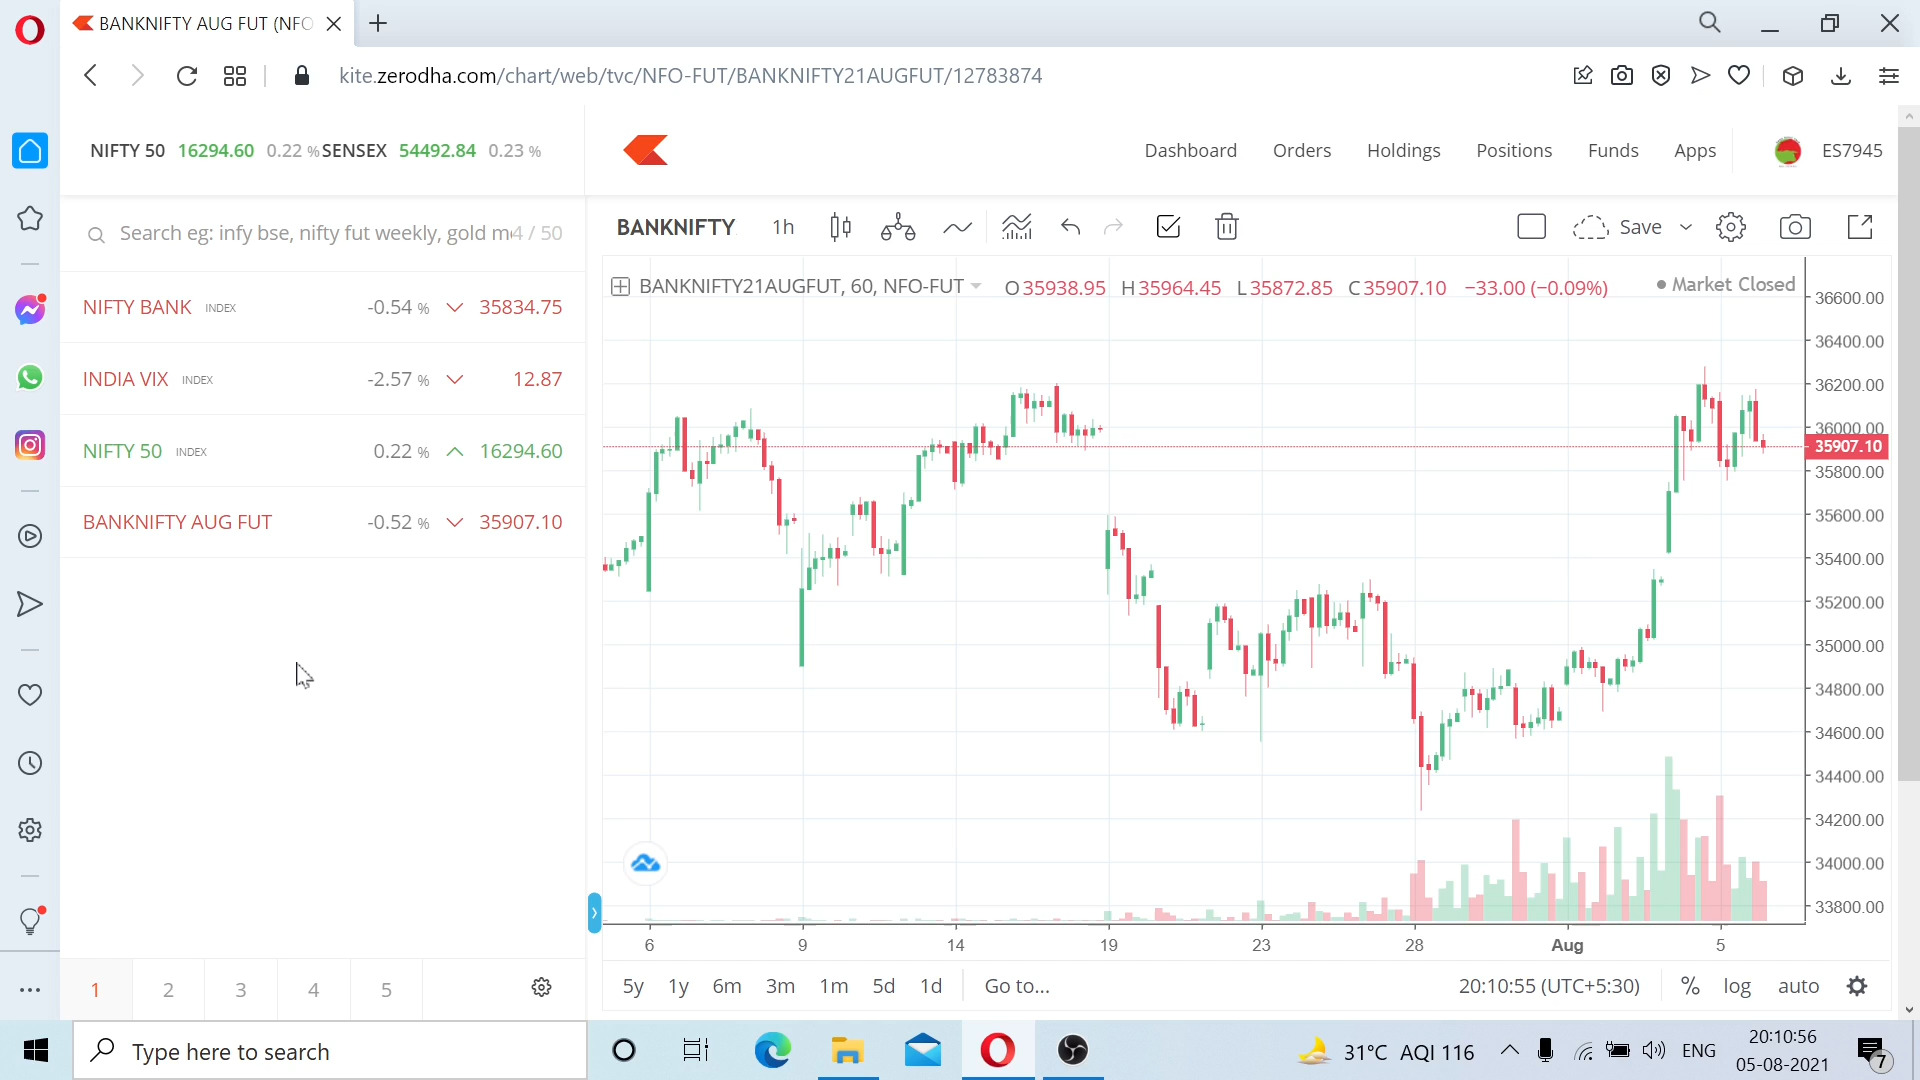 BANKNIFTY AUG FUT (NFO
kite.zerodha.com/chart/web/tvc/NFO-FUT/BANKNIFTY21AUGFUT/12783874
NIFTY 50 16294.60 0.22 % SENSEX 54492.84 0.23 %
Dashboard Orders Holdings Positions Funds Apps ES7945
Search eg: infy bse, nifty fut weekly, gold m 4 / 50
BANKNIFTY 1h Save
BANKNIFTY21AUGFUT, 60, NFO-FUT O35938.95 H35964.45 L35872.85 C35907.10 −33.00 (−0.09%) Market Closed
NIFTY BANK INDEX -0.54 % 35834.75
INDIA VIX INDEX -2.57 % 12.87
NIFTY 50 INDEX 0.22 % 16294.60
BANKNIFTY AUG FUT -0.52 % 35907.10
36600.00
36400.00
36200.00
36000.00
35907.10
35800.00
35600.00
35400.00
35200.00
35000.00
34800.00
34600.00
34400.00
34200.00
34000.00
33800.00
6 9 14 19 23 28 Aug 5
1 2 3 4 5
5y 1y 6m 3m 1m 5d 1d Go to... 20:10:55 (UTC+5:30) % log auto
Type here to search
31°C AQI 116 ENG
20:10:56
05-08-2021
7